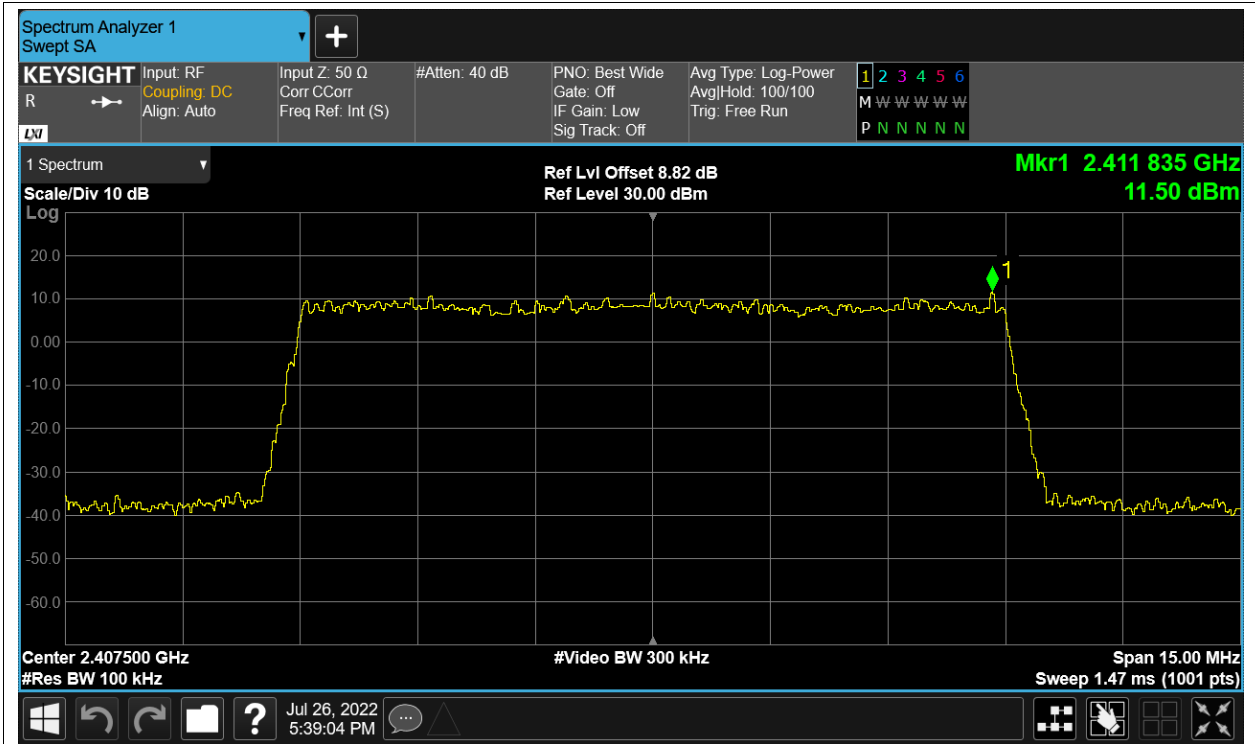 Spectrum Analyzer 1
Swept SA
+
KEYSIGHT
R
LXI
Input: RF
Coupling: DC
Align: Auto
Input Z: 50 Ω
Corr CCorr
Freq Ref: Int (S)
#Atten: 40 dB
PNO: Best Wide
Gate: Off
IF Gain: Low
Sig Track: Off
Avg Type: Log-Power
Avg|Hold: 100/100
Trig: Free Run
1 2 3 4 5 6
M W W W W W
P N N N N N
1 Spectrum
Scale/Div 10 dB
Log
Ref Lvl Offset 8.82 dB
Ref Level 30.00 dBm
Mkr1 2.411 835 GHz
11.50 dBm
20.0
10.0
0.00
-10.0
-20.0
-30.0
-40.0
-50.0
-60.0
1
Center 2.407500 GHz
#Res BW 100 kHz
#Video BW 300 kHz
Span 15.00 MHz
Sweep 1.47 ms (1001 pts)
?
Jul 26, 2022
5:39:04 PM